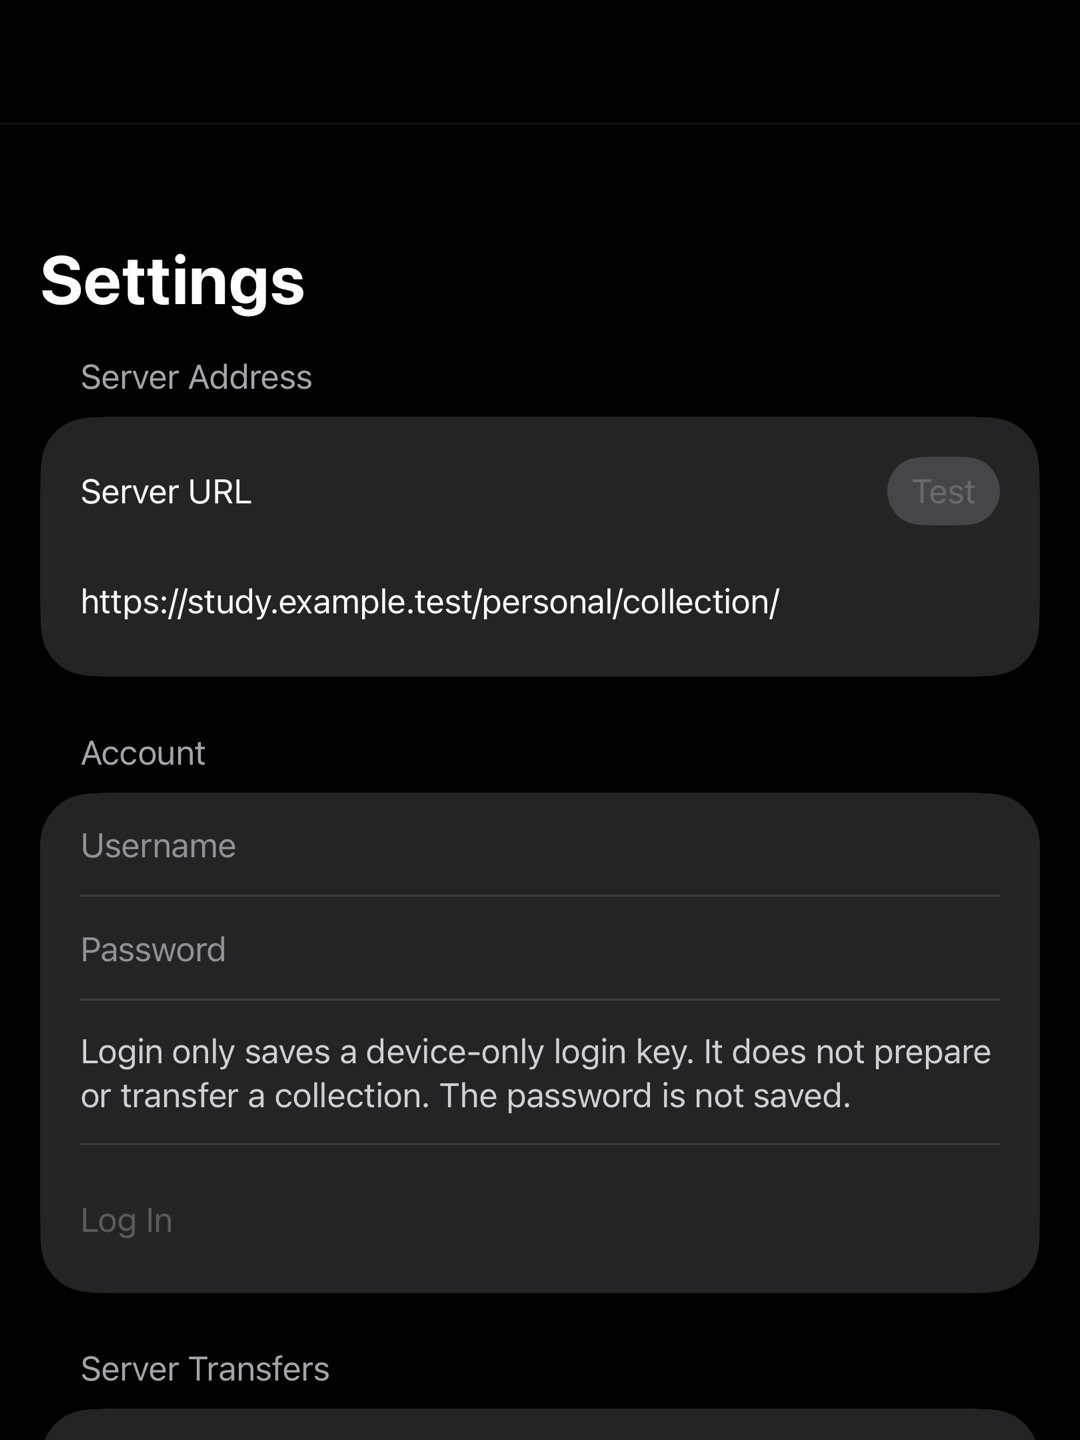 Settings
Server Address
Server URL
Test
https://study.example.test/personal/collection/
Account
Username
Password
Login only saves a device-only login key. It does not prepare
or transfer a collection. The password is not saved.
Log In
Server Transfers